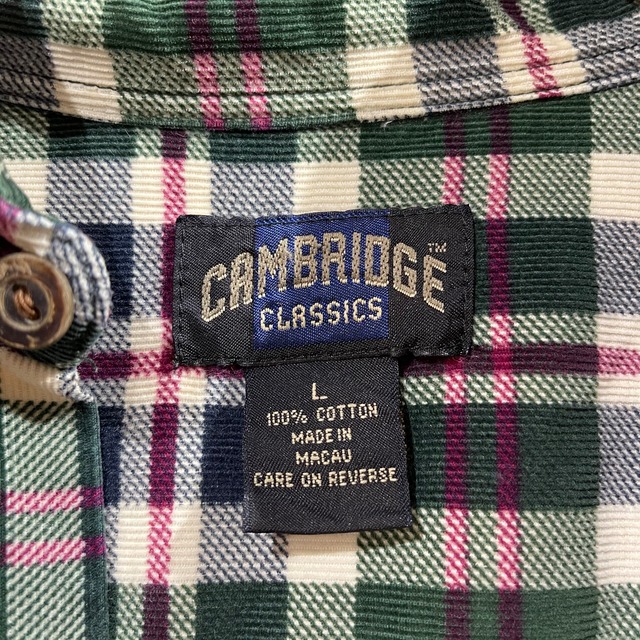 CAMBRIDGE™
CLASSICS
L
100% COTTON
MADE IN
MACAU
CARE ON REVERSE